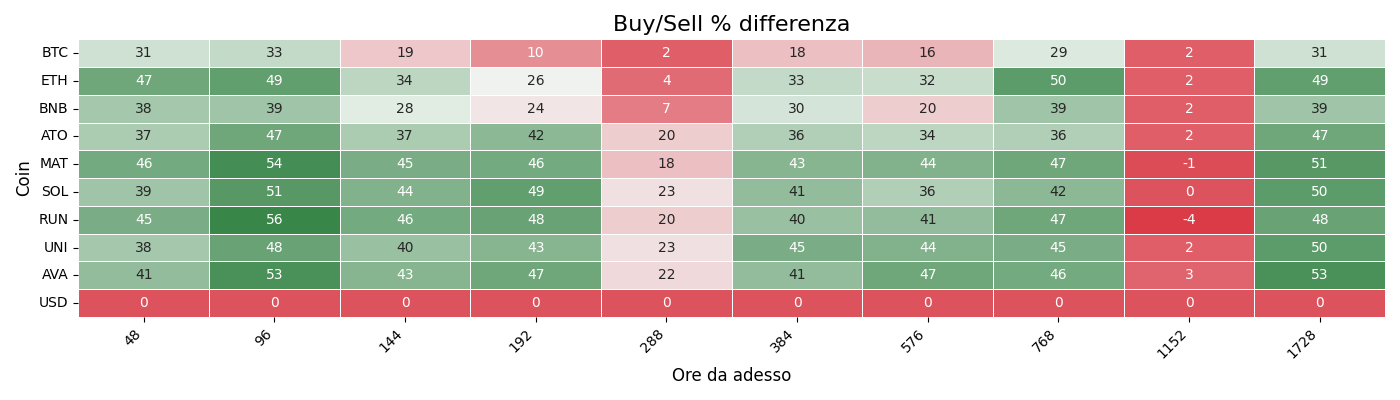 Buy/Sell % differenza
Coin
BTC 31 33 19 10 2 18 16 29 2 31
ETH 47 49 34 26 4 33 32 50 2 49
BNB 38 39 28 24 7 30 20 39 2 39
ATO 37 47 37 42 20 36 34 36 2 47
MAT 46 54 45 46 18 43 44 47 -1 51
SOL 39 51 44 49 23 41 36 42 0 50
RUN 45 56 46 48 20 40 41 47 -4 48
UNI 38 48 40 43 23 45 44 45 2 50
AVA 41 53 43 47 22 41 47 46 3 53
USD 0 0 0 0 0 0 0 0 0 0
48 96 144 192 288 384 576 768 1152 1728
Ore da adesso